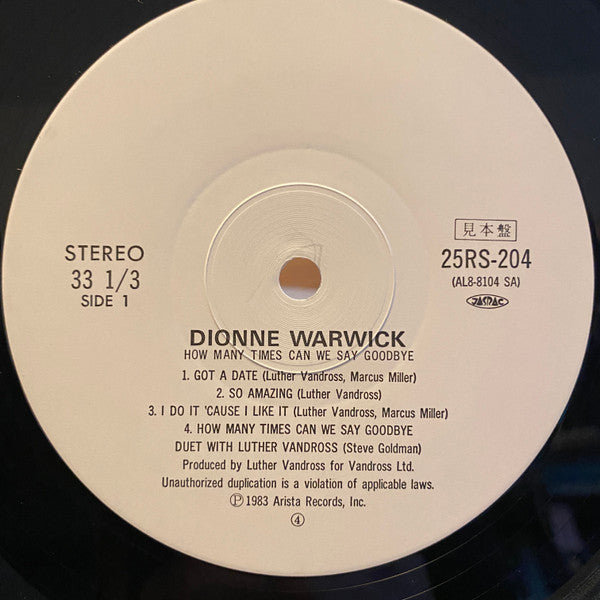 STEREO
33 1/3
SIDE 1
見本盤
25RS-204
(AL8-8104 SA)
JASRAC
DIONNE WARWICK
HOW MANY TIMES CAN WE SAY GOODBYE
1. GOT A DATE (Luther Vandross, Marcus Miller)
2. SO AMAZING (Luther Vandross)
3. I DO IT 'CAUSE I LIKE IT (Luther Vandross, Marcus Miller)
4. HOW MANY TIMES CAN WE SAY GOODBYE
DUET WITH LUTHER VANDROSS (Steve Goldman)
Produced by Luther Vandross for Vandross Ltd.
Unauthorized duplication is a violation of applicable laws.
Ⓟ 1983 Arista Records, Inc.
④